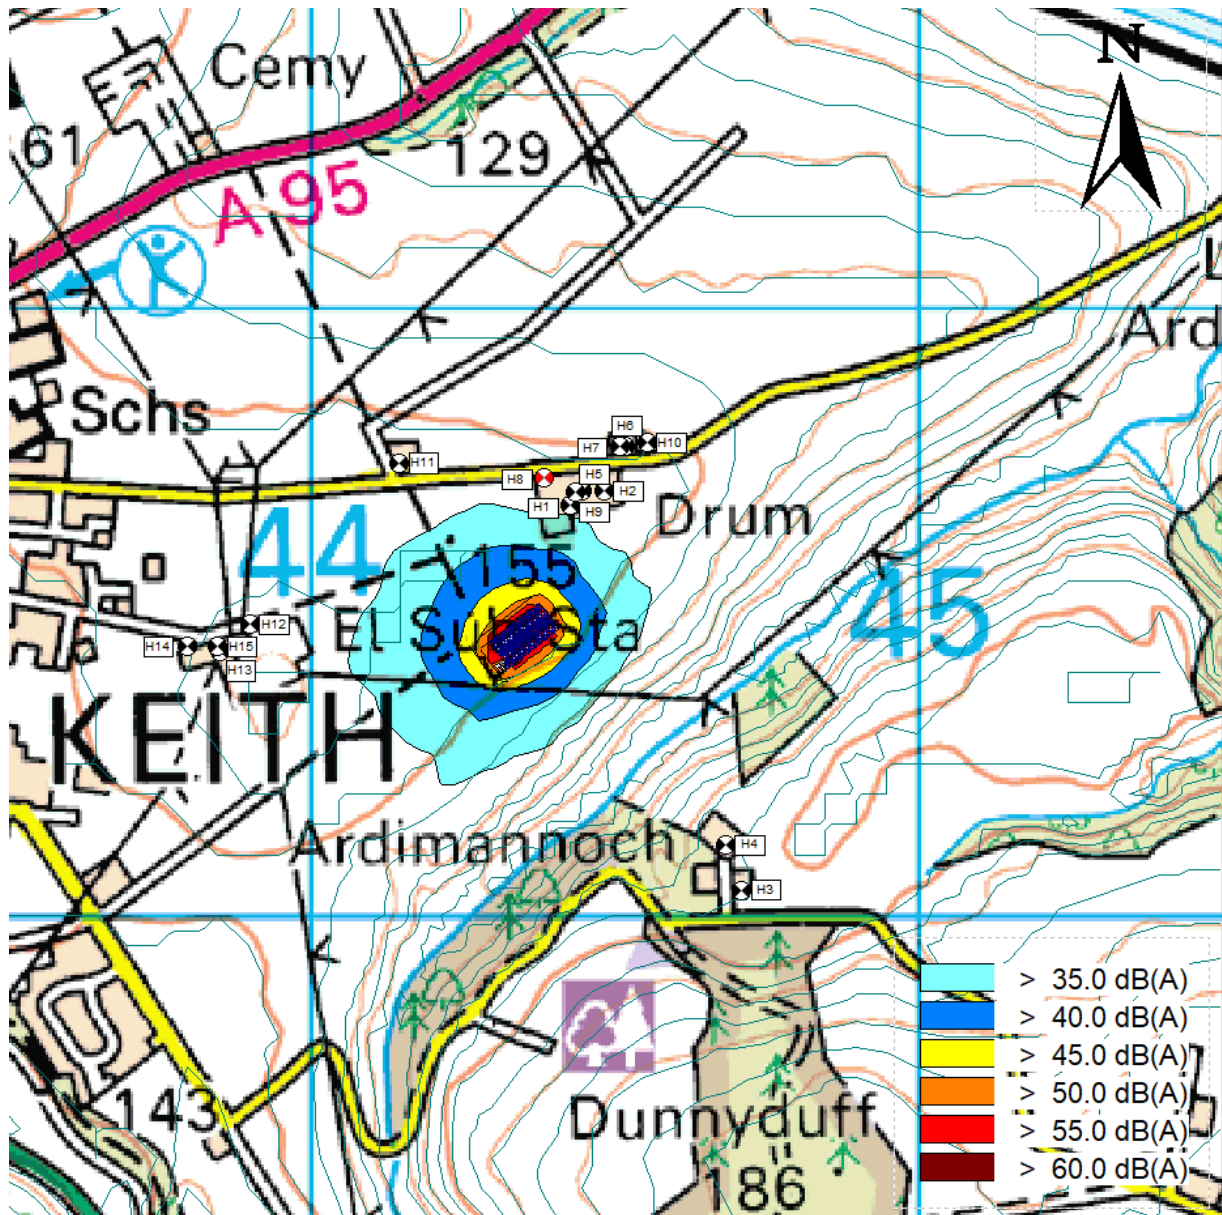 N
Cemy
61
129
A 95
L
Ard
Schs
H6
H7
H10
H11
H8
H5
H2
H1
H9
Drum
44
155
El Sub Sta
45
H12
H14
H15
H13
KEITH
Ardimannoch
H4
H3
> 35.0 dB(A)
> 40.0 dB(A)
> 45.0 dB(A)
> 50.0 dB(A)
> 55.0 dB(A)
> 60.0 dB(A)
143
Dunnyduff
186